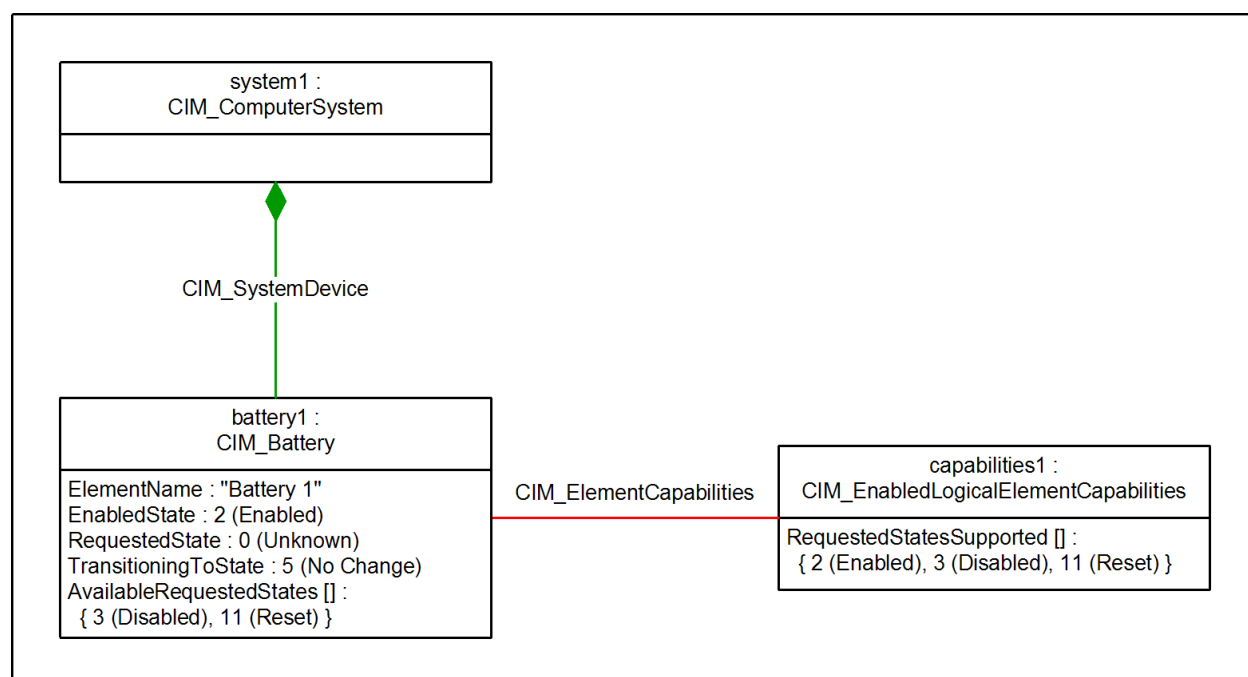 system1 :
CIM_ComputerSystem
CIM_SystemDevice
battery1 :
CIM_Battery
ElementName : "Battery 1"
EnabledState : 2 (Enabled)
RequestedState : 0 (Unknown)
TransitioningToState : 5 (No Change)
AvailableRequestedStates [] :
{ 3 (Disabled), 11 (Reset) }
CIM_ElementCapabilities
capabilities1 :
CIM_EnabledLogicalElementCapabilities
RequestedStatesSupported [] :
{ 2 (Enabled), 3 (Disabled), 11 (Reset) }